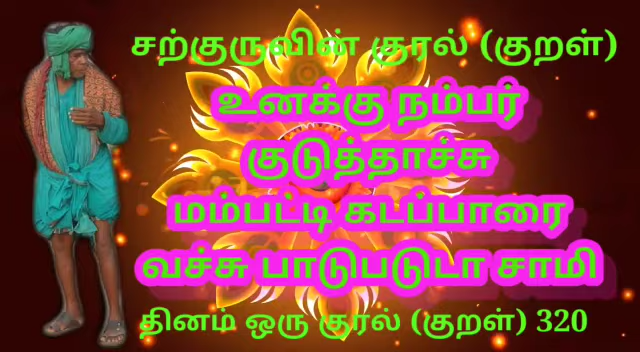 சற்குருவின் குரல் (குறள்)
உனக்கு நம்பர்
குடுத்தாச்சு
மம்பட்டி கடப்பாரை
வச்சு பாடுபடுடா சாமி
தினம் ஒரு குரல் (குறள்) 320